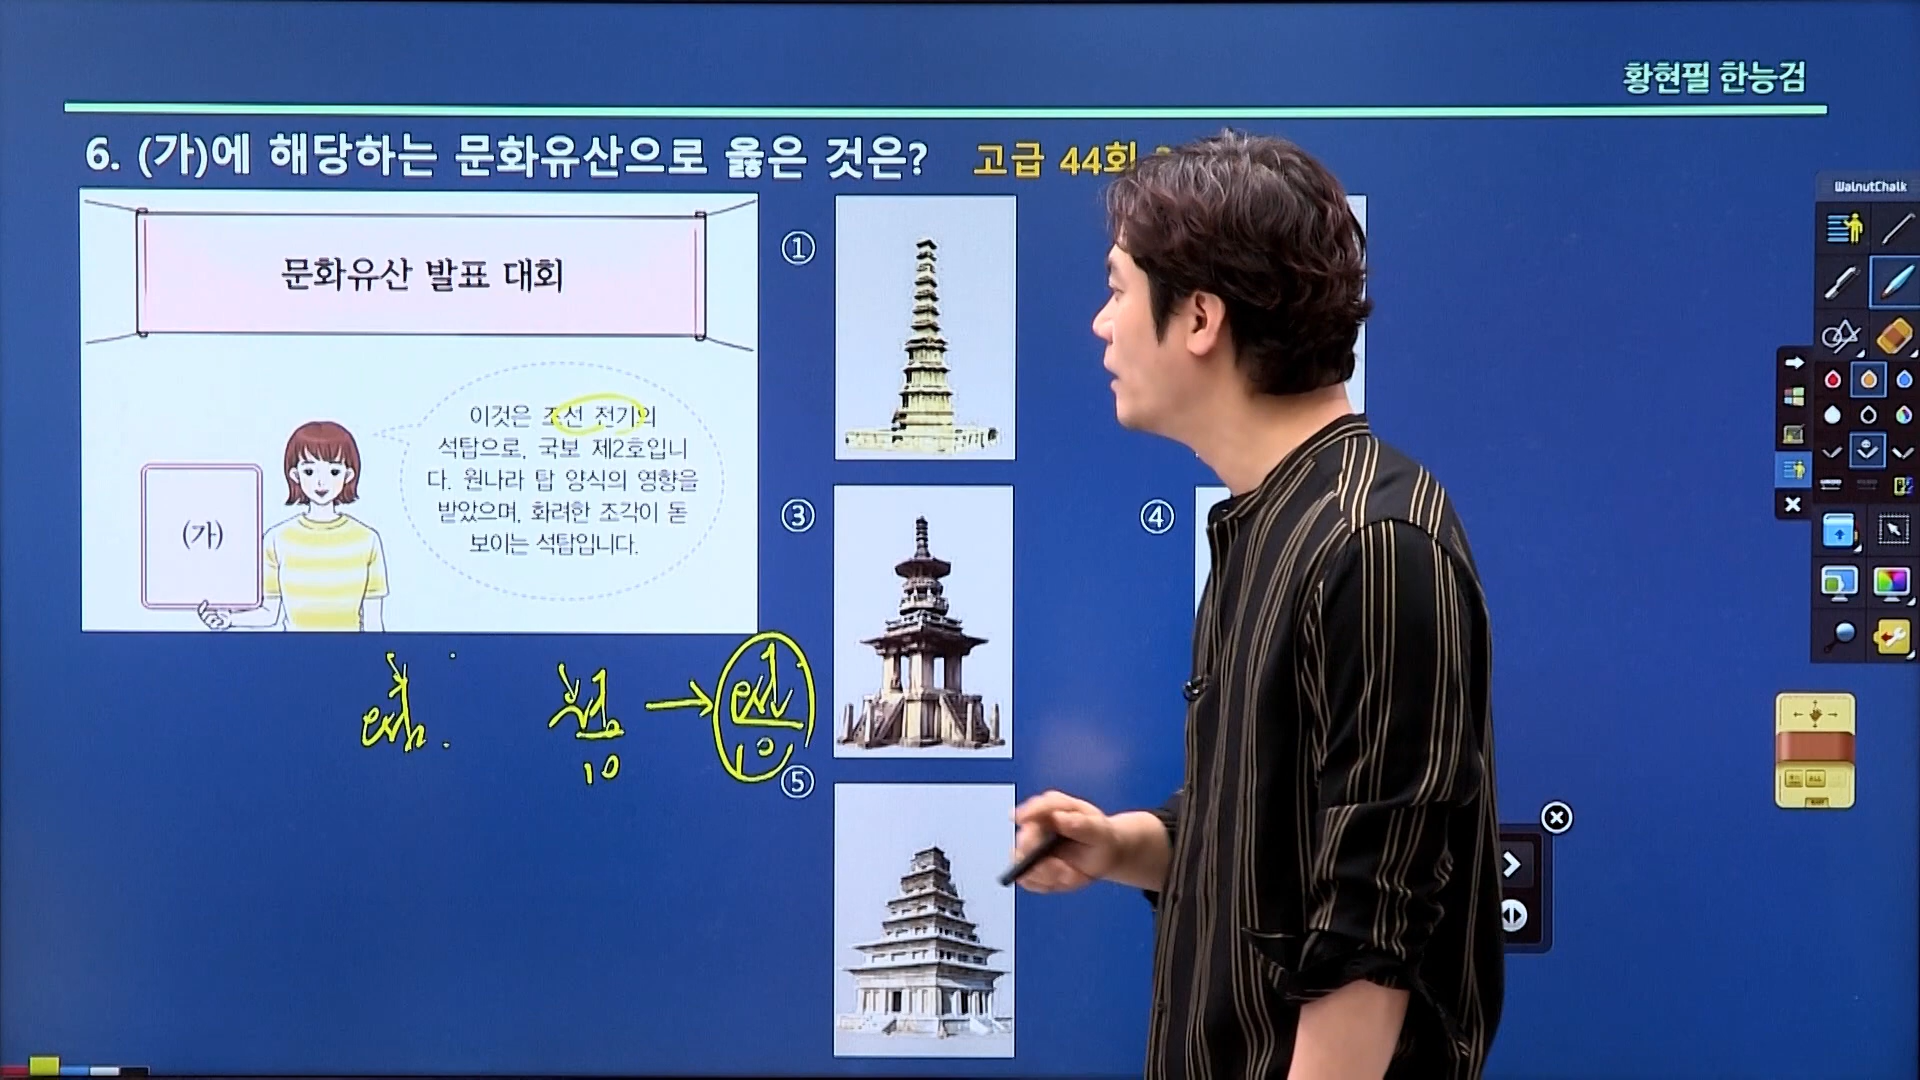 황현필 한능검
6. (가)에 해당하는 문화유산으로 옳은 것은? 고급 44회
문화유산 발표 대회
이것은 조선 전기의
석탑으로, 국보 제2호입니
다. 원나라 탑 양식의 영향을
받았으며, 화려한 조각이 돋
보이는 석탑입니다.
(가)
①
③
④
⑤
원
10
→
10
WalnutChalk